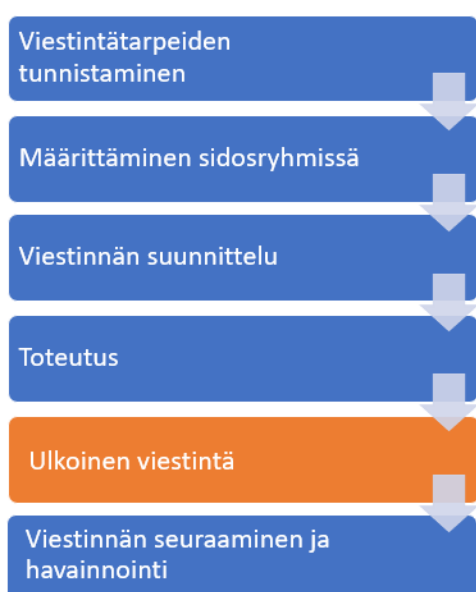 Viestintätarpeiden
tunnistaminen
Määrittäminen sidosryhmissä
Viestinnän suunnittelu
Toteutus
Ulkoinen viestintä
Viestinnän seuraaminen ja
havainnointi